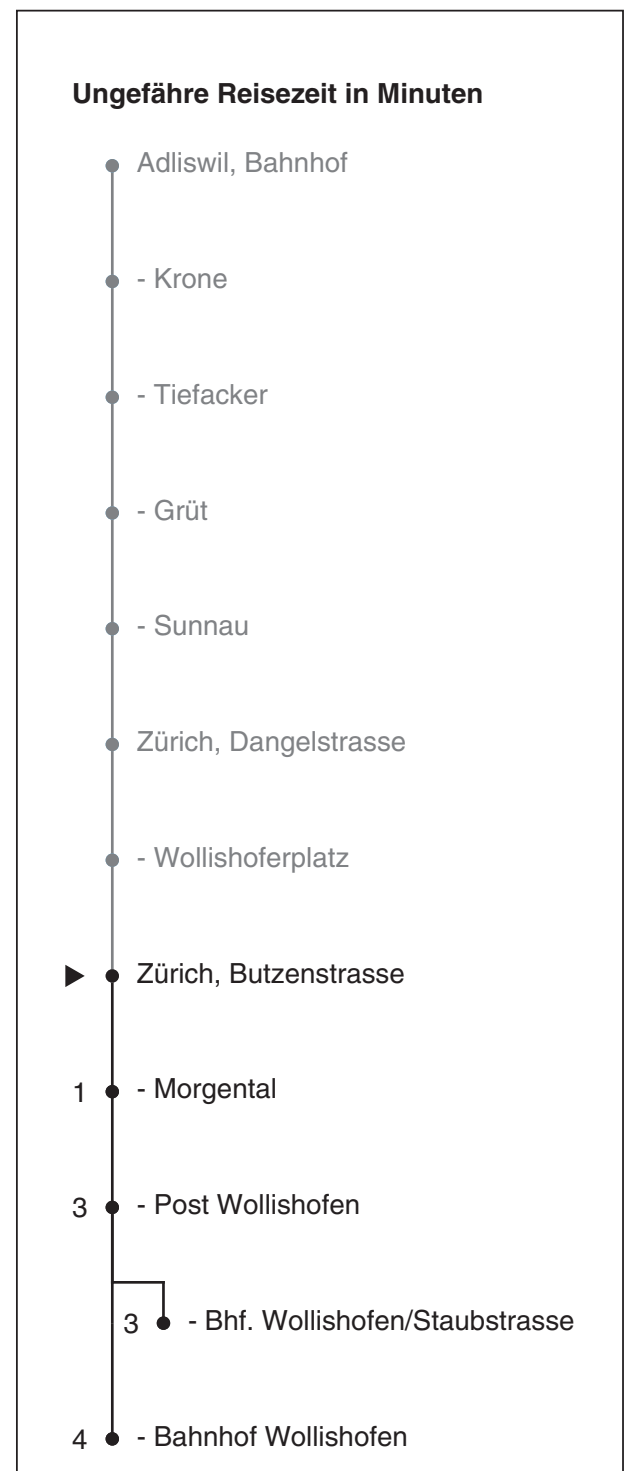 Ungefähre Reisezeit in Minuten
Adliswil, Bahnhof
- Krone
- Tiefacker
- Grüt
- Sunnau
Zürich, Dangelstrasse
- Wollishoferplatz
Zürich, Butzenstrasse
1 - Morgental
3 - Post Wollishofen
3 - Bhf. Wollishofen/Staubstrasse
4 - Bahnhof Wollishofen